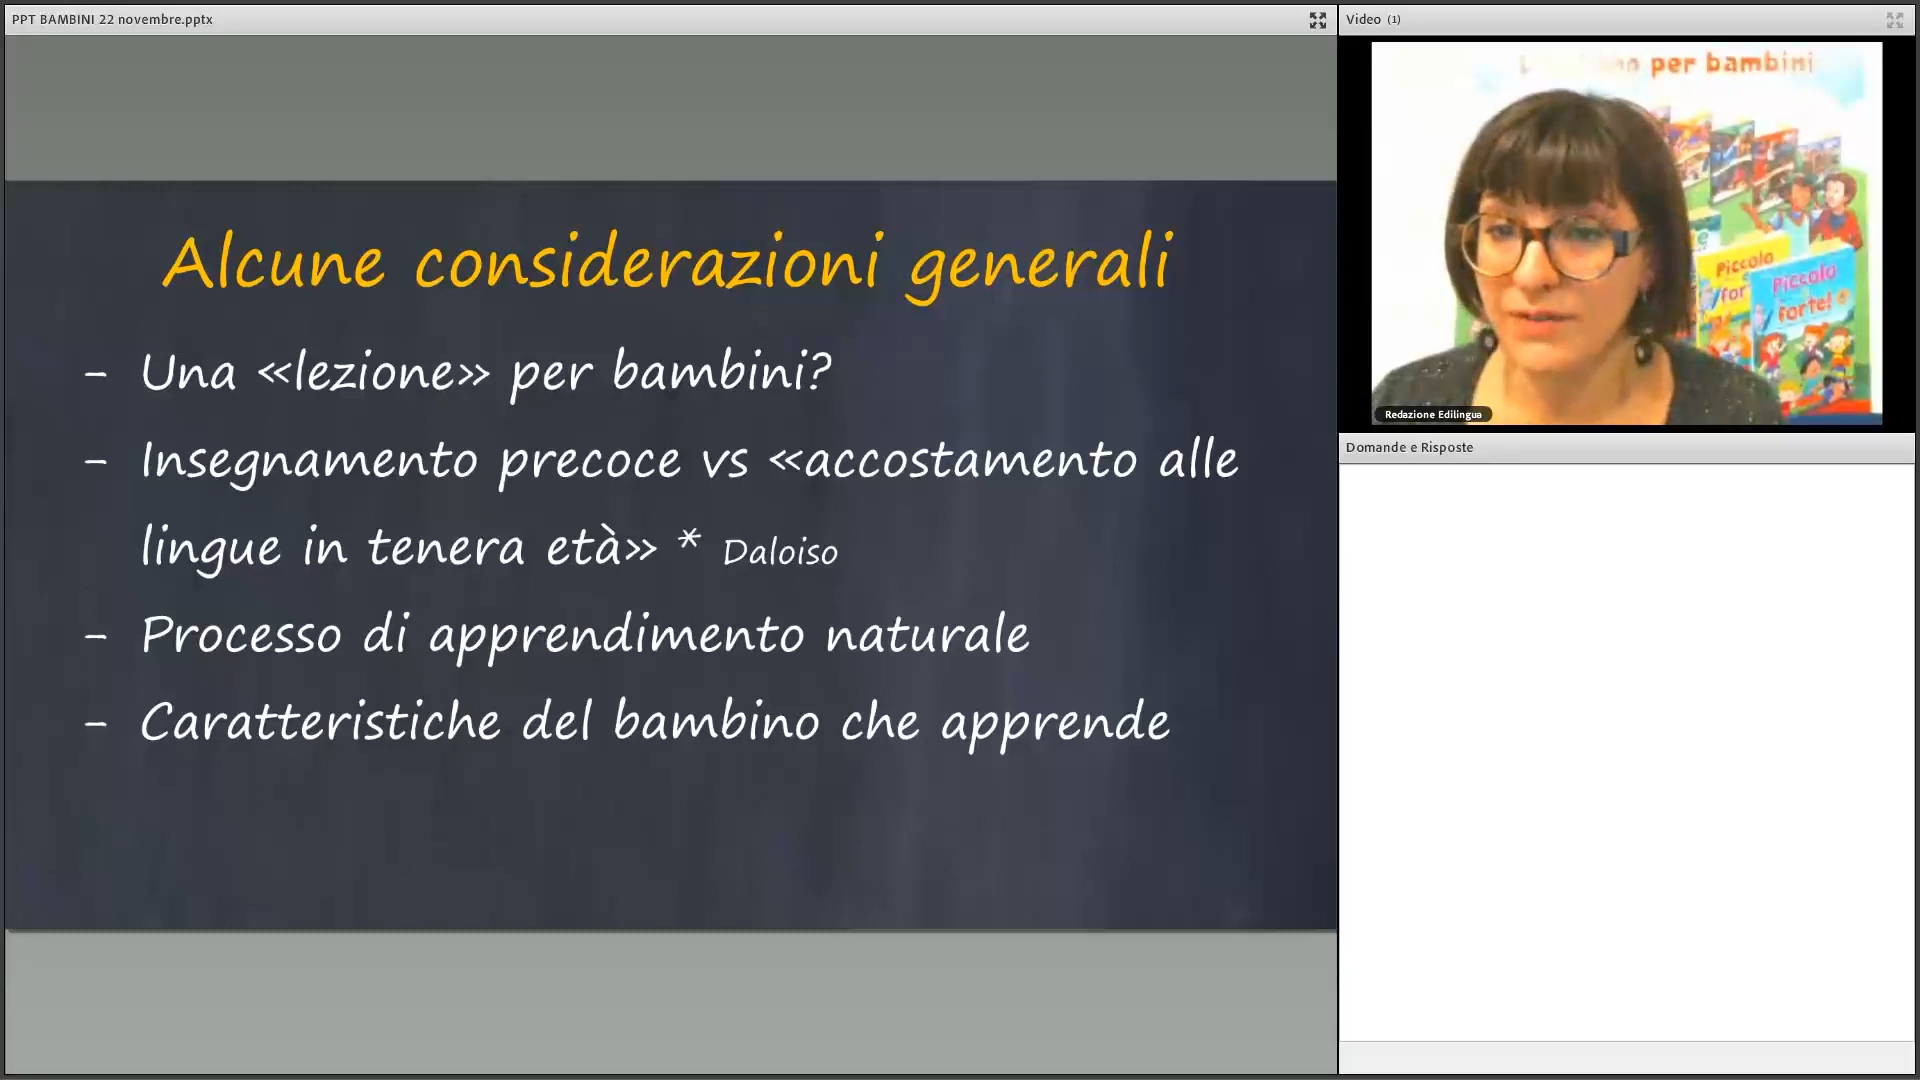 PPT BAMBINI 22 novembre.pptx
Alcune considerazioni generali
- Una «lezione» per bambini?
- Insegnamento precoce vs «accostamento alle
lingue in tenera età» * Daloiso
- Processo di apprendimento naturale
- Caratteristiche del bambino che apprende
Video (1)
per bambini
Piccolo
Piccolo
forte!
Redazione Edilingua
Domande e Risposte